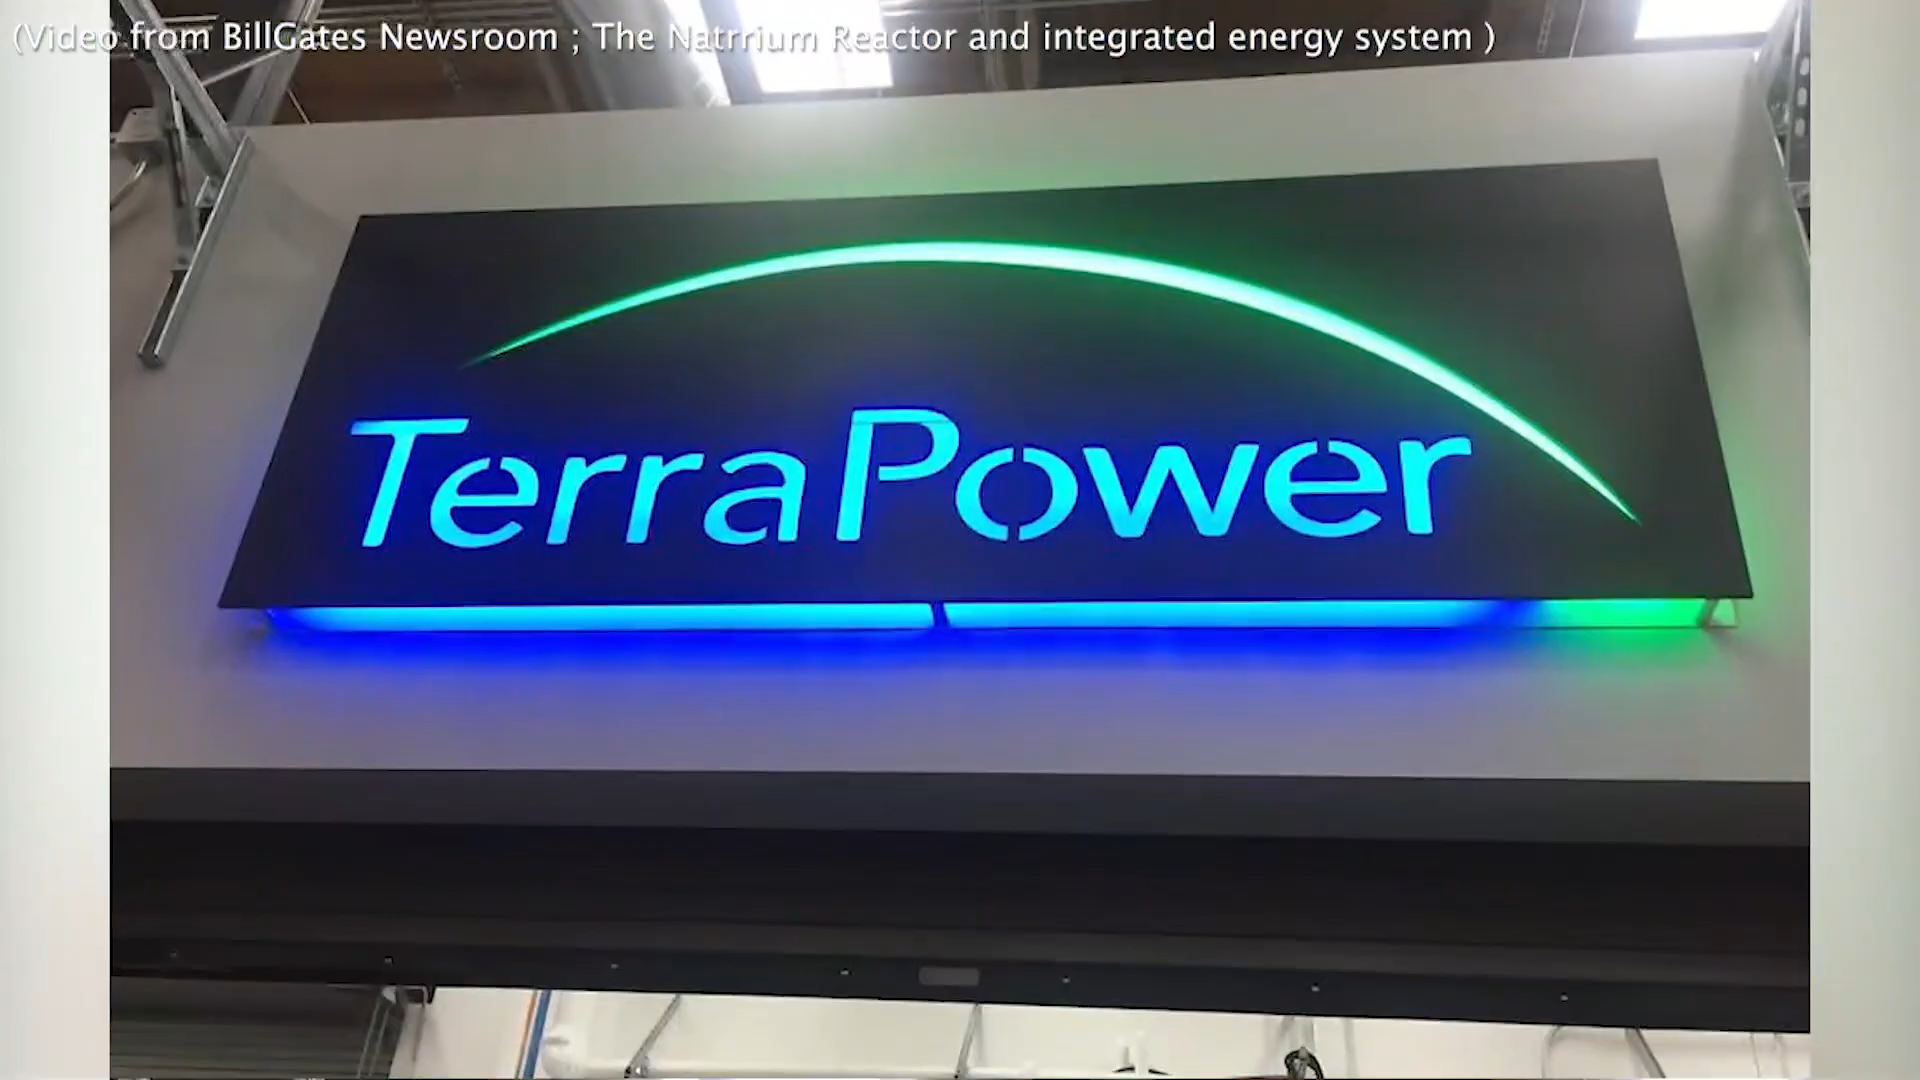 (Video from BillGates Newsroom ; The Natrrium Reactor and integrated energy system )
TerraPower